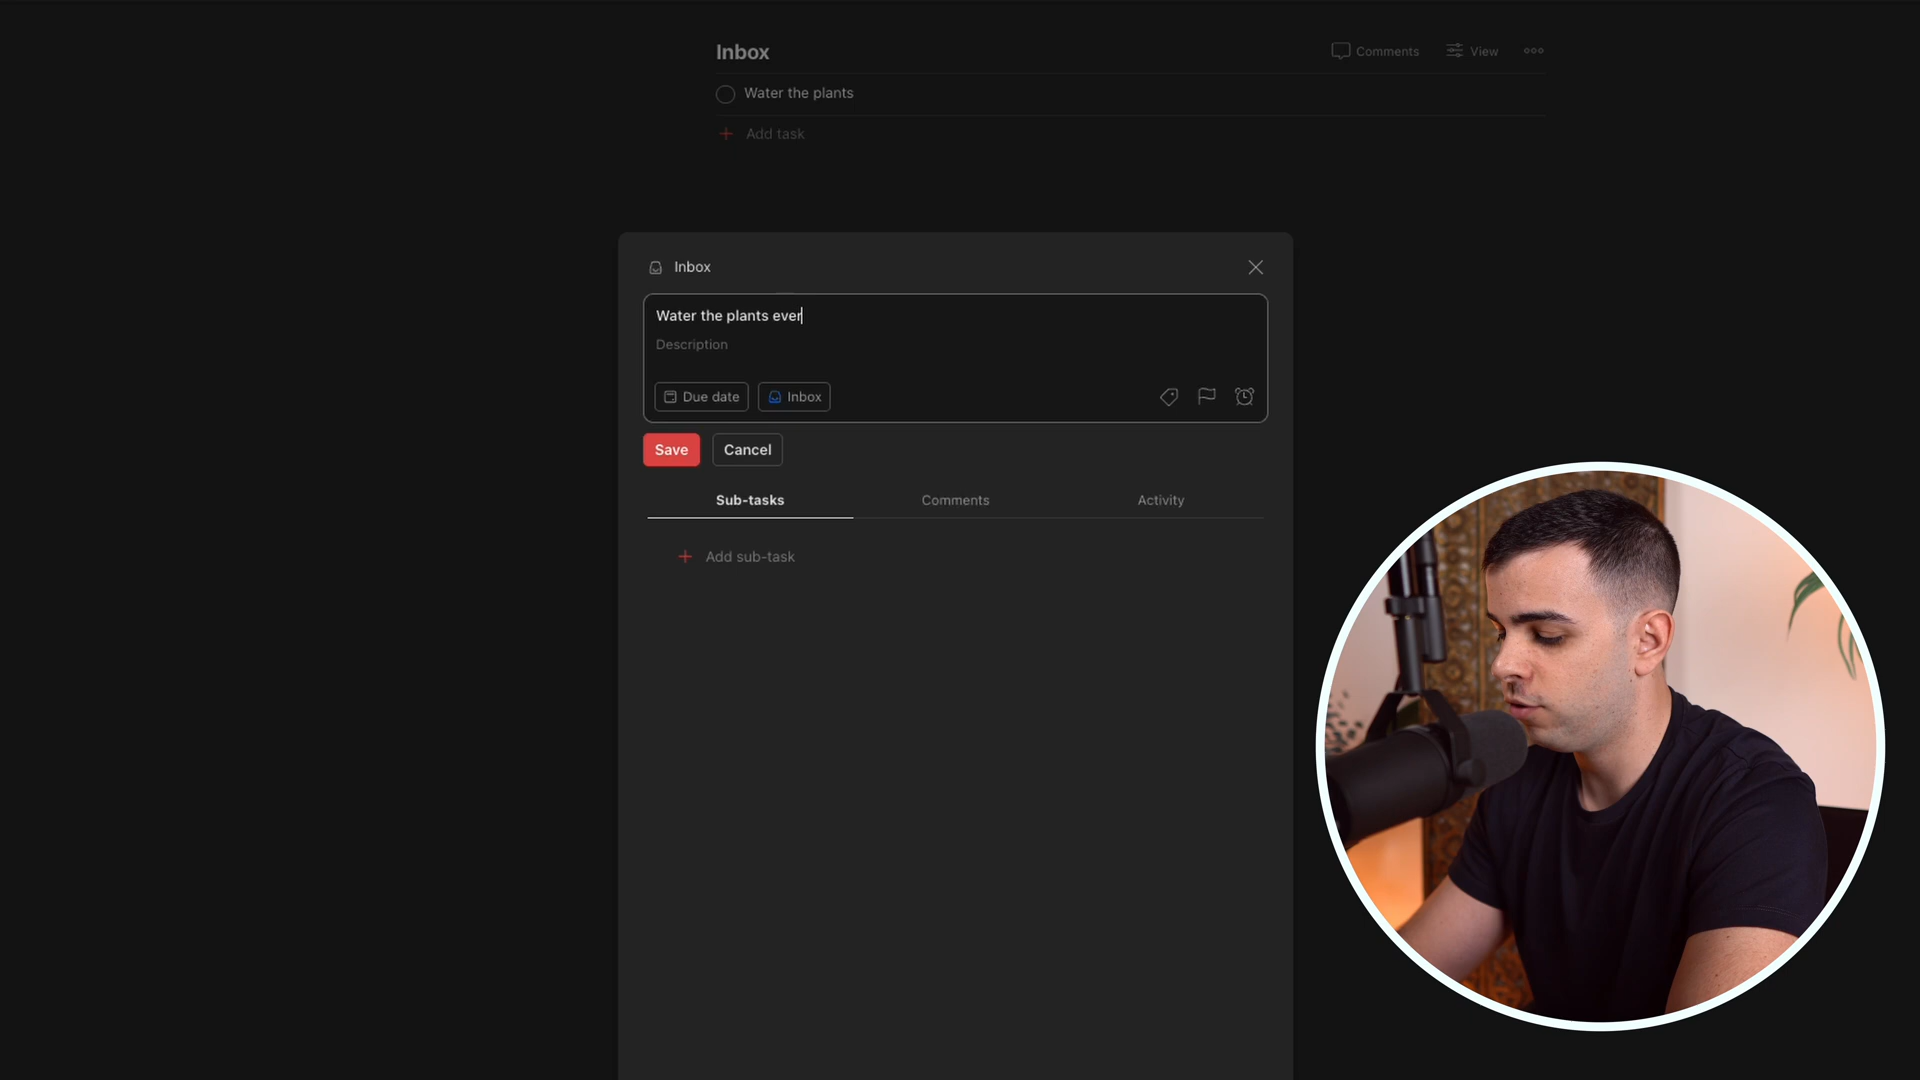 Inbox
Comments
View
Water the plants
Add task
Inbox
Water the plants ever
Description
Due date
Inbox
Save
Cancel
Sub-tasks
Comments
Activity
Add sub-task